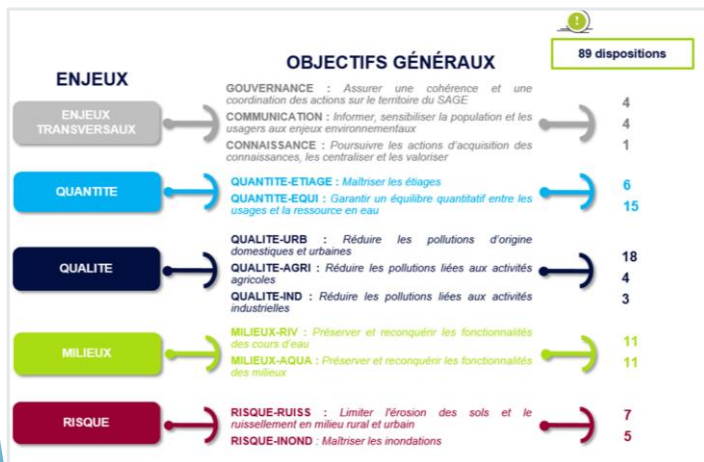 !
89 dispositions
OBJECTIFS GÉNÉRAUX
ENJEUX
ENJEUX
TRANSVERSAUX
GOUVERNANCE : Assurer une cohérence et une
coordination des actions sur le territoire du SAGE
COMMUNICATION : Informer, sensibiliser la population et les
usagers aux enjeux environnementaux
CONNAISSANCE : Poursuivre les actions d'acquisition des
connaissances, les centraliser et les valoriser
4
4
1
QUANTITE
QUANTITE-ETIAGE : Maîtriser les étiages
QUANTITE-EQUI : Garantir un équilibre quantitatif entre les
usages et la ressource en eau
6
15
QUALITE
QUALITE-URB : Réduire les pollutions d'origine
domestiques et urbaines
QUALITE-AGRI : Réduire les pollutions liées aux activités
agricoles
QUALITE-IND : Réduire les pollutions liées aux activités
industrielles
18
4
3
MILIEUX
MILIEUX-RIV : Préserver et reconquérir les fonctionnalités
des cours d'eau
MILIEUX-AQUA : Préserver et reconquérir les fonctionnalités
des milieux
11
11
RISQUE
RISQUE-RUISS : Limiter l'érosion des sols et le
ruissellement en milieu rural et urbain
RISQUE-INOND : Maîtriser les inondations
7
5